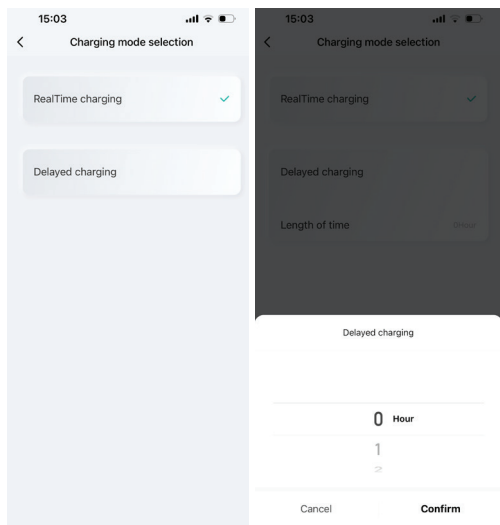 15:03
Charging mode selection
RealTime charging
Delayed charging
15:03
Charging mode selection
RealTime charging
Delayed charging
Length of time
Delayed charging
0 Hour
1
2
Cancel Confirm